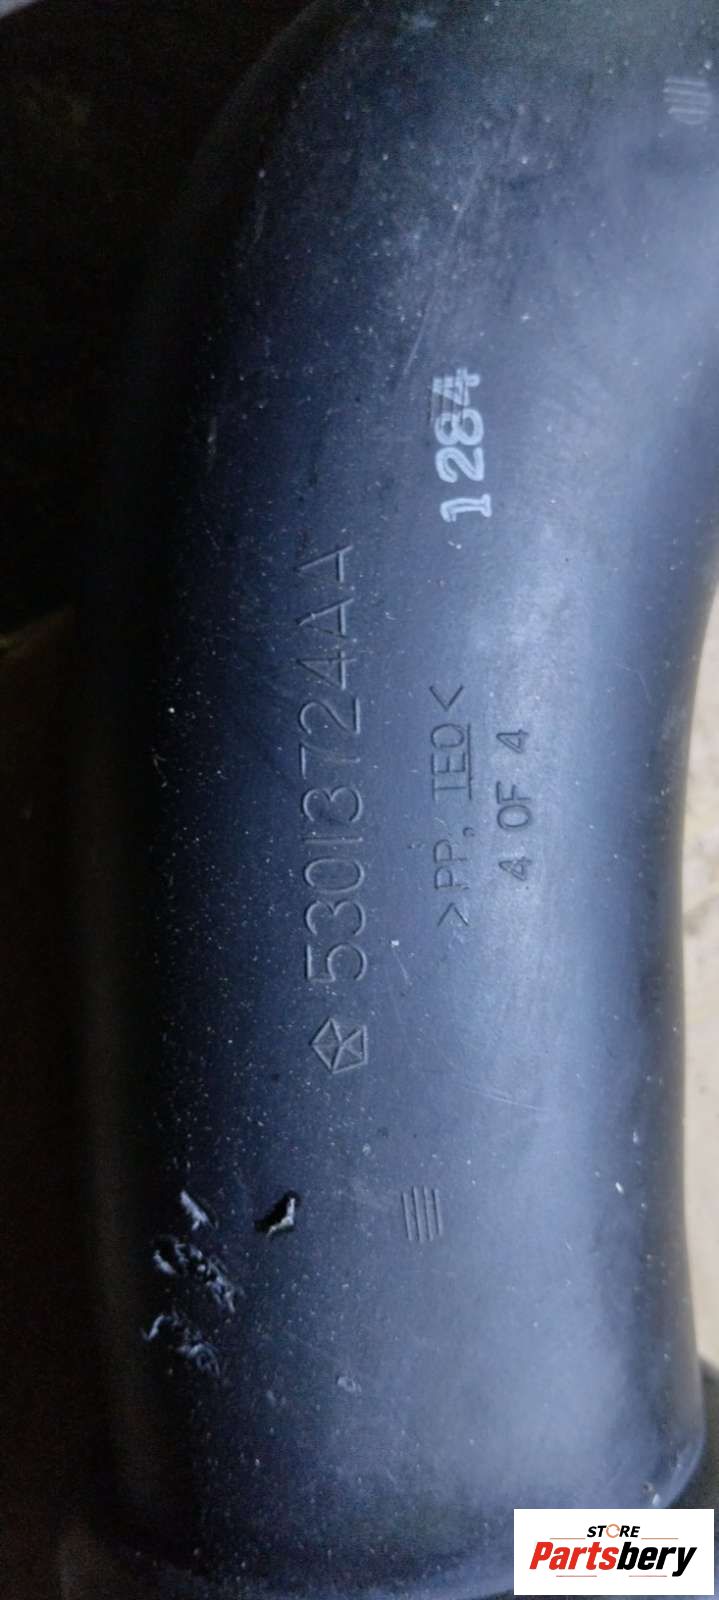 1284
53013724AA
>PP, TEO<
4 OF 4
STORE
Partsbery